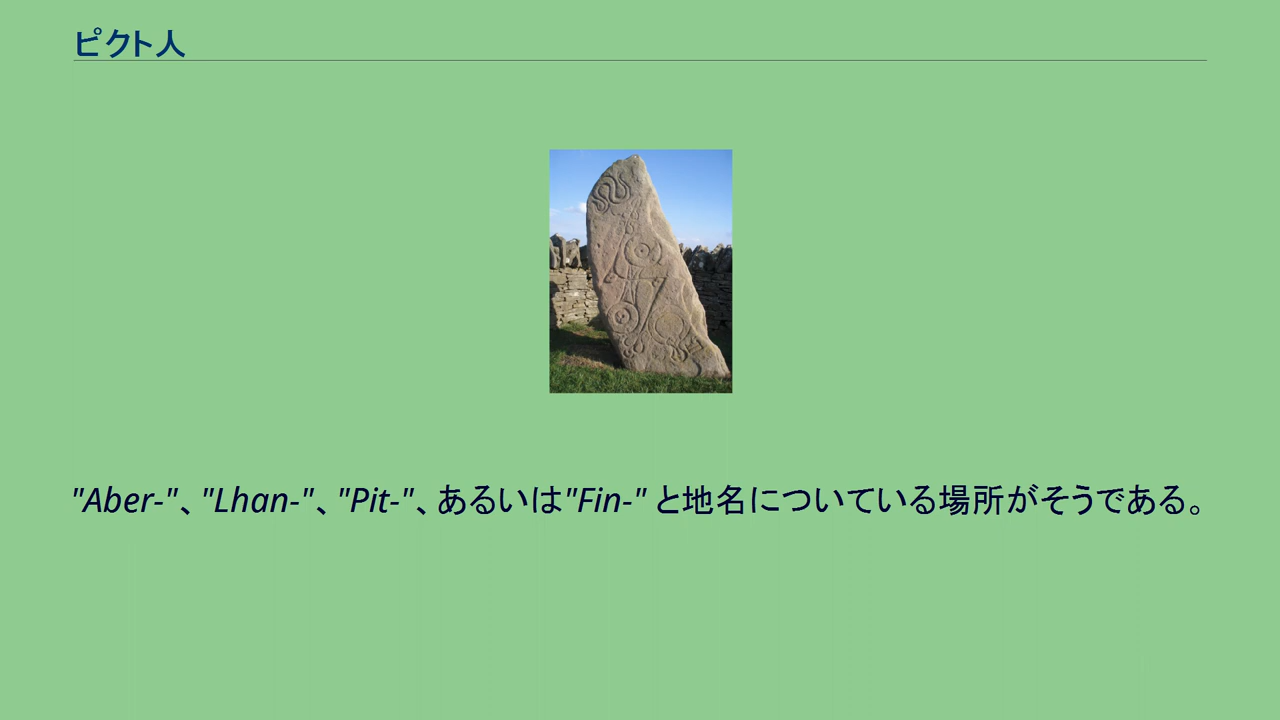 ピクト人
"Aber-"、"Lhan-"、"Pit-"、あるいは"Fin-" と地名についている場所がそうである。